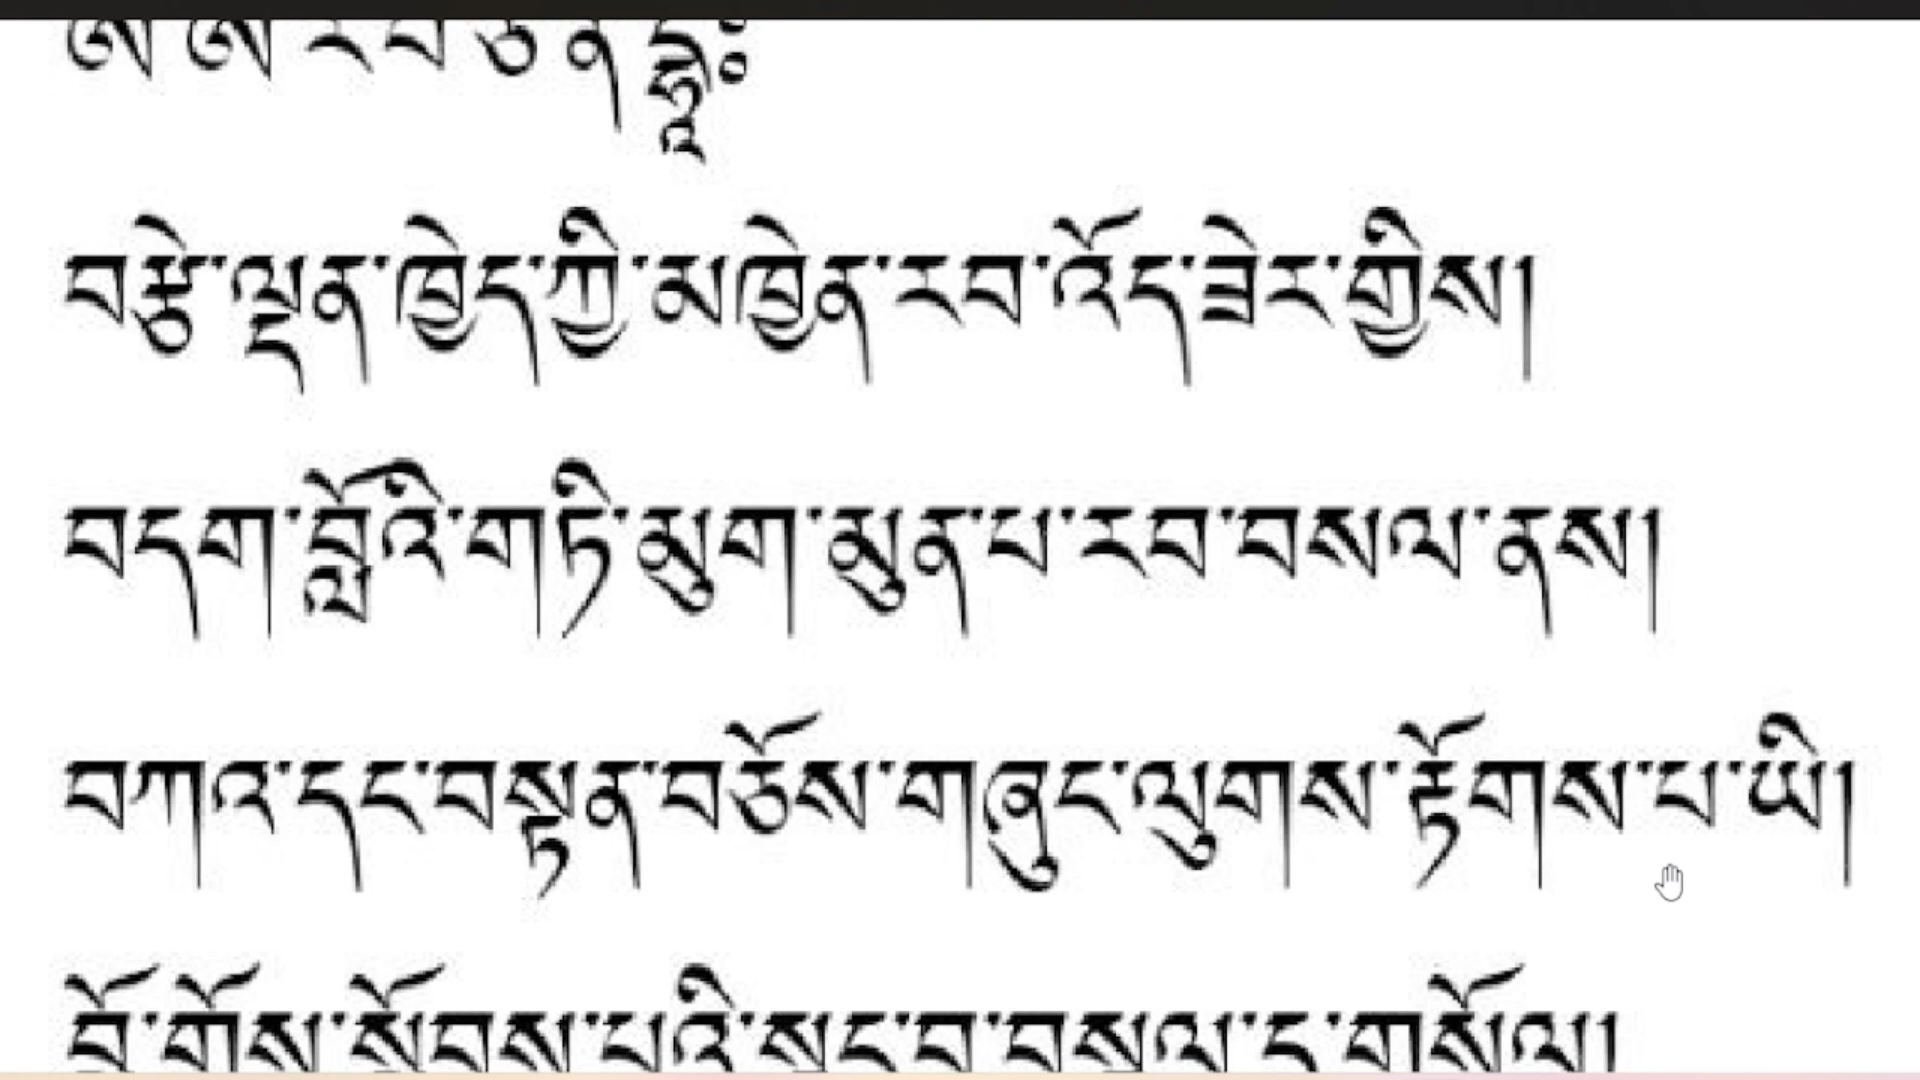 ཨ ཨ ར པ ཙ ན དྷཱིཿ
བརྩེ་ལྡན་ཁྱེད་ཀྱི་མཁྱེན་རབ་འོད་ཟེར་གྱིས།
བདག་བློའི་གཏི་མུག་མུན་པ་རབ་བསལ་ནས།
བཀའ་དང་བསྟན་བཅོས་གཞུང་ལུགས་རྟོགས་པ་ཡི།
བློ་གྲོས་སྤོབས་པའི་སྣང་བ་བསྩལ་དུ་གསོལ།